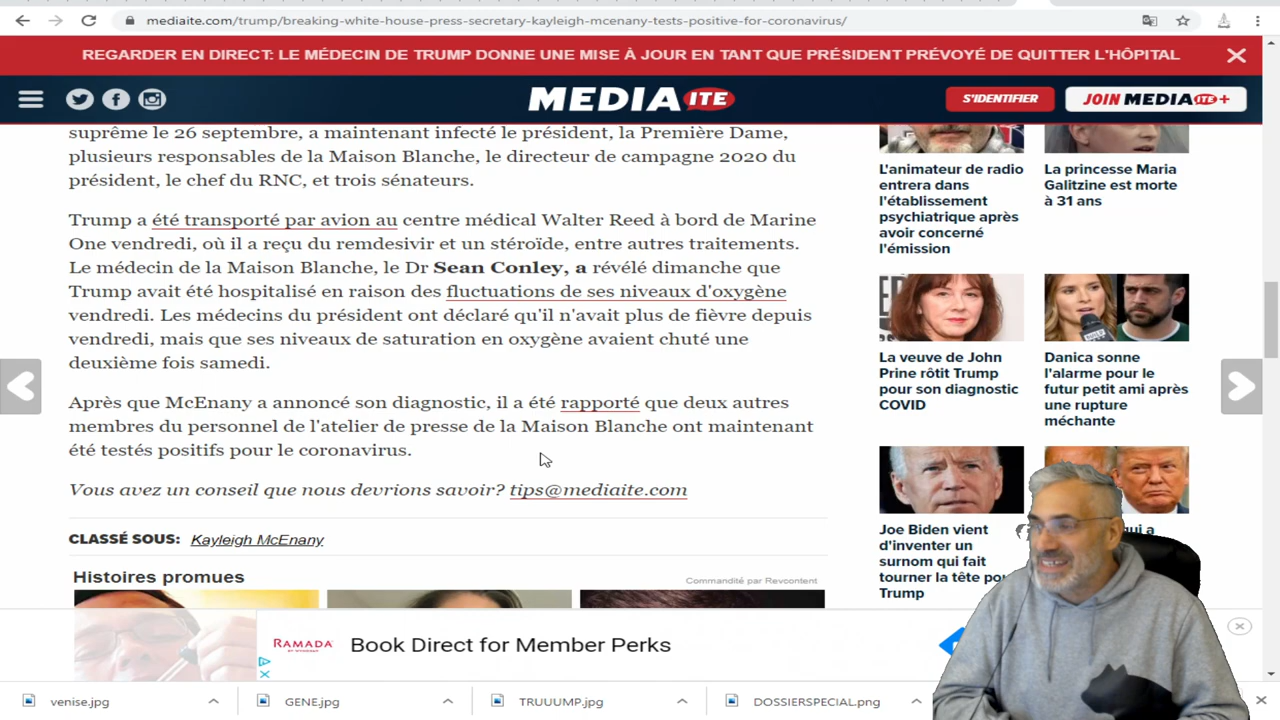 mediaite.com/trump/breaking-white-house-press-secretary-kayleigh-mcenany-tests-positive-for-coronavirus/
REGARDER EN DIRECT: LE MÉDECIN DE TRUMP DONNE UNE MISE À JOUR EN TANT QUE PRÉSIDENT PRÉVOYÉ DE QUITTER L'HÔPITAL
MEDIA ITE
S'IDENTIFIER
JOIN MEDIA ITE +
suprême le 26 septembre, a maintenant infecté le président, la Première Dame,
plusieurs responsables de la Maison Blanche, le directeur de campagne 2020 du
président, le chef du RNC, et trois sénateurs.
Trump a été transporté par avion au centre médical Walter Reed à bord de Marine
One vendredi, où il a reçu du remdesivir et un stéroïde, entre autres traitements.
Le médecin de la Maison Blanche, le Dr Sean Conley, a révélé dimanche que
Trump avait été hospitalisé en raison des fluctuations de ses niveaux d'oxygène
vendredi. Les médecins du président ont déclaré qu'il n'avait plus de fièvre depuis
vendredi, mais que ses niveaux de saturation en oxygène avaient chuté une
deuxième fois samedi.
Après que McEnany a annoncé son diagnostic, il a été rapporté que deux autres
membres du personnel de l'atelier de presse de la Maison Blanche ont maintenant
été testés positifs pour le coronavirus.
Vous avez un conseil que nous devrions savoir? tips@mediaite.com
CLASSÉ SOUS: Kayleigh McEnany
Histoires promues
Commandité par Revcontent
L'animateur de radio
entrera dans
l'établissement
psychiatrique après
avoir concerné
l'émission
La princesse Maria
Galitzine est morte
à 31 ans
La veuve de John
Prine rôtit Trump
pour son diagnostic
COVID
Danica sonne
l'alarme pour le
futur petit ami après
une rupture
méchante
Joe Biden vient
d'inventer un
surnom qui fait
tourner la tête
Trump
RAMADA
Book Direct for Member Perks
venise.jpg
GENE.jpg
TRUUUMP.jpg
DOSSIERSPECIAL.png